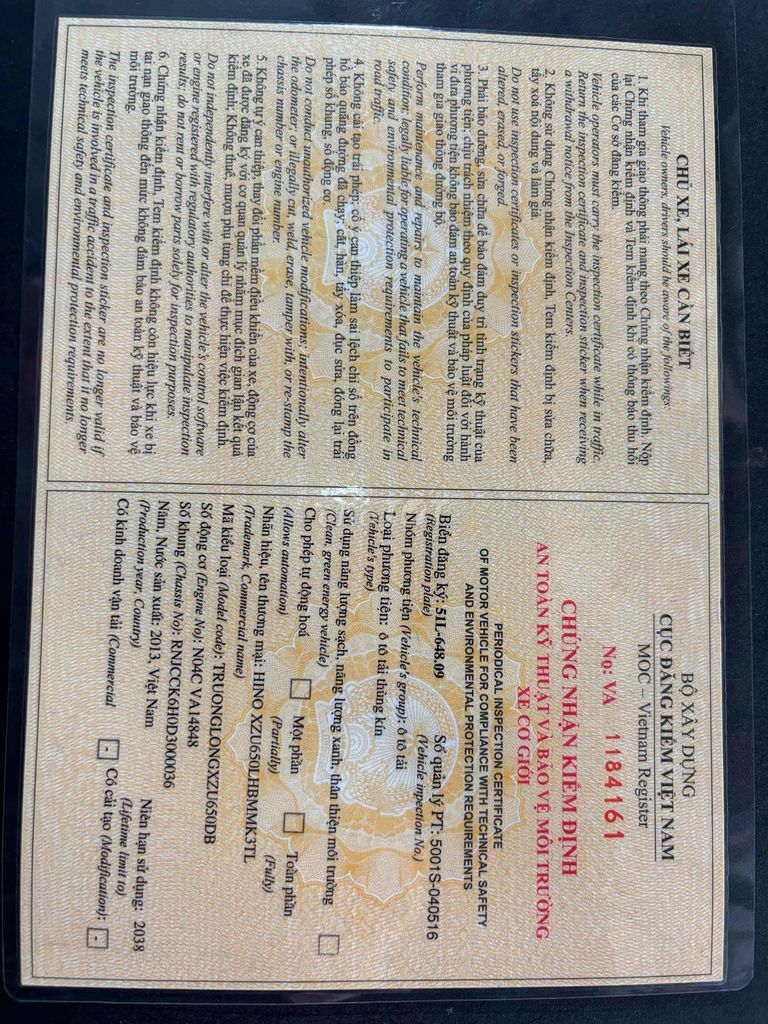 CHỦ XE, LÁI XE CẦN BIẾT
Vehicle owners, drivers should be aware of the followings:
1. Khi tham gia giao thông phải mang theo Chứng nhận kiểm định. Nộp
lại Chứng nhận kiểm định và Tem kiểm định khi có thông báo thu hồi
của các Cơ sở đăng kiểm.
Vehicle operators must carry the inspection certificate while in traffic.
Return the inspection certificate and inspection sticker when receiving
a withdrawal notice from the Inspection Centers.
2. Không sử dụng Chứng nhận kiểm định, Tem kiểm định bị sửa chữa,
tẩy xoá nội dung và làm giả.
Do not use inspection certificates or inspection stickers that have been
altered, erased, or forged.
3. Phải bảo dưỡng, sửa chữa để bảo đảm duy trì tình trạng kỹ thuật của
phương tiện, chịu trách nhiệm theo quy định của pháp luật đối với hành
vi đưa phương tiện không bảo đảm an toàn kỹ thuật và bảo vệ môi trường
tham gia giao thông đường bộ.
Perform maintenance and repairs to maintain the vehicle's technical
condition, legally liable for operating a vehicle that fails to meet technical
safety and environmental protection requirements to participate in
road traffic.
4. Không cải tạo trái phép; cố ý can thiệp làm sai lệch chỉ số trên đồng
hồ báo quãng đường đã chạy; cắt, hàn, tẩy xóa, đục sửa, đóng lại trái
phép số khung, số động cơ.
Do not conduct unauthorized vehicle modifications; intentionally alter
the odometer; or illegally cut, weld, erase, tamper with, or re-stamp the
chassis number or engine number.
5. Không tự ý can thiệp, thay đổi phần mềm điều khiển của xe, động cơ của
xe đã được đăng ký với cơ quan quản lý nhằm mục đích gian lận kết quả
kiểm định; Không thuê, mượn phụ tùng chỉ để thực hiện việc kiểm định.
Do not independently interfere with or alter the vehicle's control software
or engine registered with regulatory authorities to manipulate inspection
results; do not rent or borrow parts solely for inspection purposes.
6. Chứng nhận kiểm định, Tem kiểm định không còn hiệu lực khi xe bị
tai nạn giao thông đến mức không đảm bảo an toàn kỹ thuật và bảo vệ
môi trường.
The inspection certificate and inspection sticker are no longer valid if
the vehicle is involved in a traffic accident to the extent that it no longer
meets technical safety and environmental protection requirements.
BỘ XÂY DỰNG
CỤC ĐĂNG KIỂM VIỆT NAM
MOC – Vietnam Register
No: VA 1184161
CHỨNG NHẬN KIỂM ĐỊNH
AN TOÀN KỸ THUẬT VÀ BẢO VỆ MÔI TRƯỜNG
XE CƠ GIỚI
PERIODICAL INSPECTION CERTIFICATE
OF MOTOR VEHICLE FOR COMPLIANCE WITH TECHNICAL SAFETY
AND ENVIRONMENTAL PROTECTION REQUIREMENTS
Biển đăng ký: 51L-648.09 Số quản lý PT: 5001S-040516
(Registration plate) (Vehicle inpection No.)
Nhóm phương tiện (Vehicle's group): ô tô tải
Loại phương tiện: ô tô tải thùng kín
(Vehicle's type)
Sử dụng năng lượng sạch, năng lượng xanh, thân thiện môi trường
(Clean, green energy vehicle)
Cho phép tự động hoá Một phần Toàn phần
(Allows automation) (Partially) (Fully)
Nhãn hiệu, tên thương mại: HINO XZU650LHBMMK3TL
(Trademark, Commercial name)
Mã kiểu loại (Model code): TRUONGLONGXZU650DB
Số động cơ (Engine No): N04C VA14848
Số khung (Chassis No): RNJCCK6H0D3000036
Năm, Nước sản xuất: 2013, Việt Nam Niên hạn sử dụng: 2038
(Production year, Country) (Lifetime limit to)
Có kinh doanh vận tải (Commercial - Có cải tạo (Modification): -